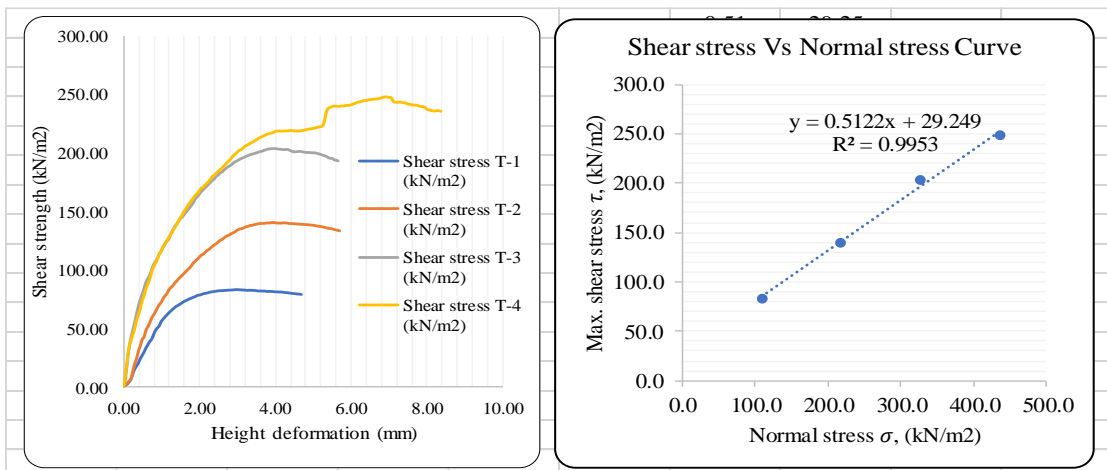 300.00
250.00
200.00
150.00
100.00
50.00
0.00
Shear strength (kN/m2)
0.00 2.00 4.00 6.00 8.00 10.00
Height deformation (mm)
Shear stress T-1
(kN/m2)
Shear stress T-2
(kN/m2)
Shear stress T-3
(kN/m2)
Shear stress T-4
(kN/m2)
Shear stress Vs Normal stress Curve
300.0
250.0
200.0
150.0
100.0
50.0
0.0
Max. shear stress τ, (kN/m2)
y = 0.5122x + 29.249
R² = 0.9953
0.0 100.0 200.0 300.0 400.0 500.0
Normal stress σ, (kN/m2)